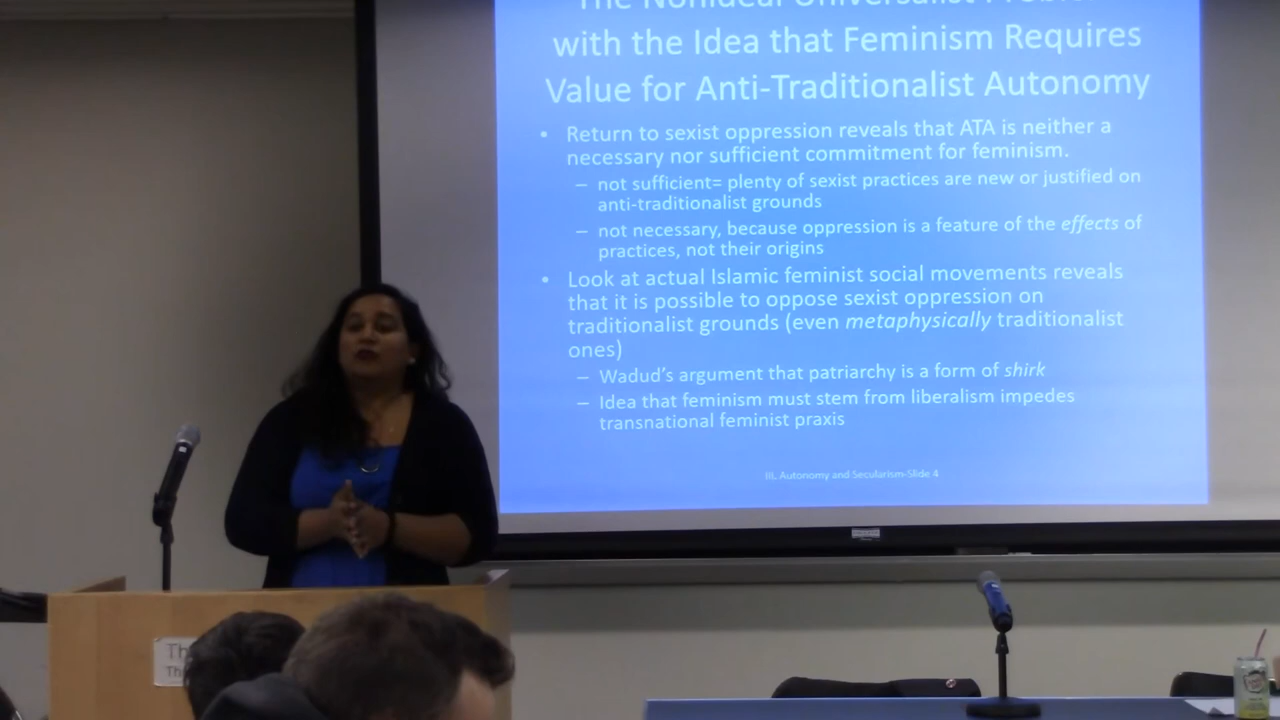 The Nonideal Universalist
with the Idea that Feminism Requires
Value for Anti-Traditionalist Autonomy
• Return to sexist oppression reveals that ATA is neither a
necessary nor sufficient commitment for feminism.
– not sufficient= plenty of sexist practices are new or justified on
anti-traditionalist grounds
– not necessary, because oppression is a feature of the effects of
practices, not their origins
• Look at actual Islamic feminist social movements reveals
that it is possible to oppose sexist oppression on
traditionalist grounds (even metaphysically traditionalist
ones)
– Wadud's argument that patriarchy is a form of shirk
– Idea that feminism must stem from liberalism impedes
transnational feminist praxis
III. Autonomy and Secularism-Slide 4